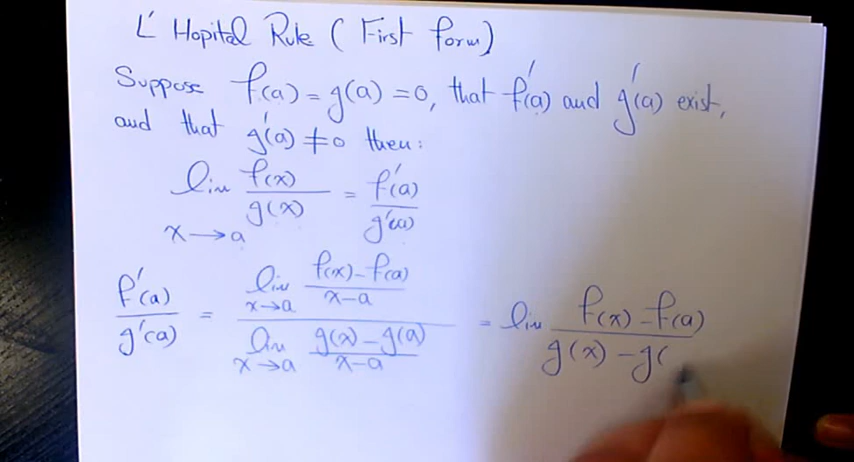 L' Hopital Rule ( First form)
Suppose f(a) = g(a) = 0, that f'(a) and g'(a) exist,
and that g'(a) ≠ 0 then:
lim f(x)/g(x) = f'(a)/g'(a)
x→a
f'(a)/g'(a) = lim x→a (f(x)-f(a))/(x-a) / lim x→a (g(x)-g(a))/(x-a) = lim f(x)-f(a) / g(x)-g(